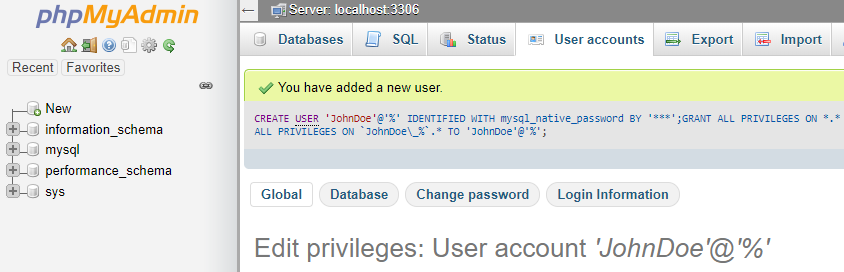 phpMyAdmin
Recent Favorites
New
information_schema
mysql
performance_schema
sys
Server: localhost:3306
Databases SQL Status User accounts Export Import
You have added a new user.
CREATE USER 'JohnDoe'@'%' IDENTIFIED WITH mysql_native_password BY '***';GRANT ALL PRIVILEGES ON *.*
ALL PRIVILEGES ON `JohnDoe\_%`.* TO 'JohnDoe'@'%';
Global Database Change password Login Information
Edit privileges: User account 'JohnDoe'@'%'